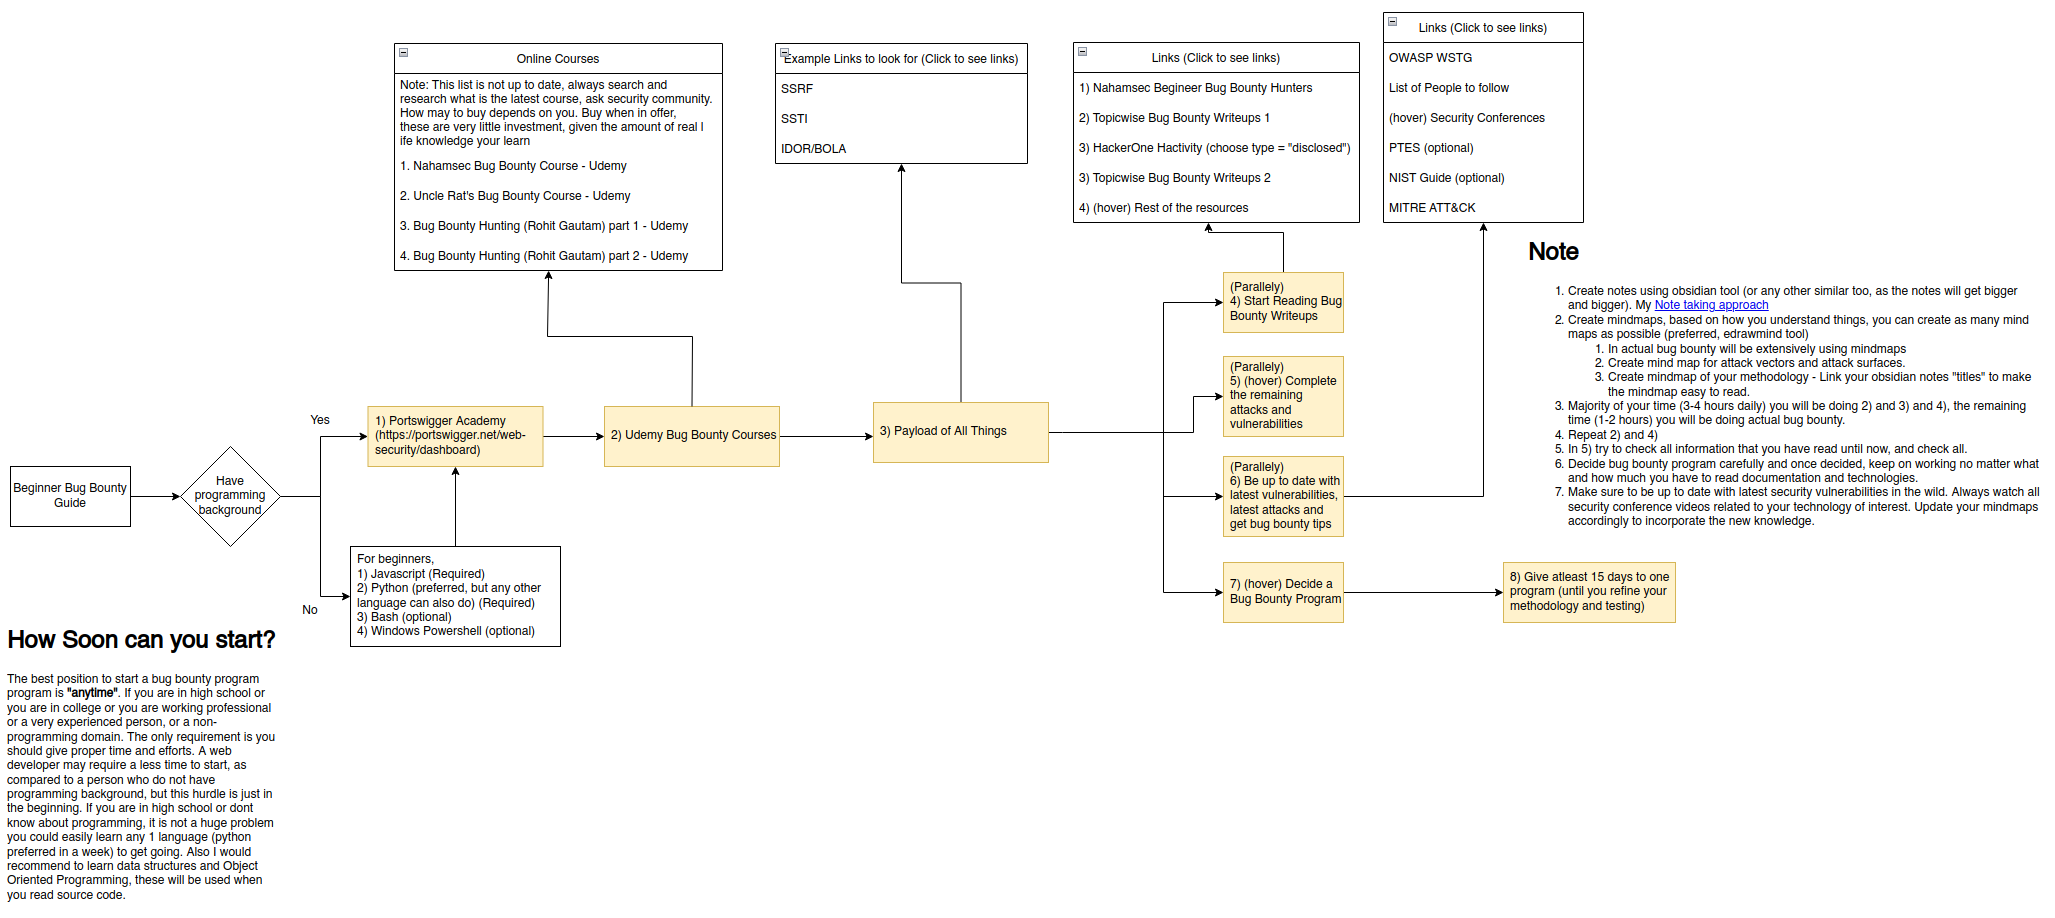 Beginner Bug Bounty
Guide
Have
programming
background
Yes
No
For beginners,
1) Javascript (Required)
2) Python (preferred, but any other
language can also do) (Required)
3) Bash (optional)
4) Windows Powershell (optional)
1) Portswigger Academy
(https://portswigger.net/web-
security/dashboard)
2) Udemy Bug Bounty Courses
Online Courses
Note: This list is not up to date, always search and
research what is the latest course, ask security community.
How may to buy depends on you. Buy when in offer,
these are very little investment, given the amount of real l
ife knowledge your learn
1. Nahamsec Bug Bounty Course - Udemy
2. Uncle Rat's Bug Bounty Course - Udemy
3. Bug Bounty Hunting (Rohit Gautam) part 1 - Udemy
4. Bug Bounty Hunting (Rohit Gautam) part 2 - Udemy
3) Payload of All Things
Example Links to look for (Click to see links)
SSRF
SSTI
IDOR/BOLA
(Parallely)
4) Start Reading Bug
Bounty Writeups
Links (Click to see links)
1) Nahamsec Begineer Bug Bounty Hunters
2) Topicwise Bug Bounty Writeups 1
3) HackerOne Hactivity (choose type = "disclosed")
3) Topicwise Bug Bounty Writeups 2
4) (hover) Rest of the resources
(Parallely)
5) (hover) Complete
the remaining
attacks and
vulnerabilities
(Parallely)
6) Be up to date with
latest vulnerabilities,
latest attacks and
get bug bounty tips
Links (Click to see links)
OWASP WSTG
List of People to follow
(hover) Security Conferences
PTES (optional)
NIST Guide (optional)
MITRE ATT&CK
7) (hover) Decide a
Bug Bounty Program
8) Give atleast 15 days to one
program (until you refine your
methodology and testing)
Note
1. Create notes using obsidian tool (or any other similar too, as the notes will get bigger
and bigger). My Note taking approach
2. Create mindmaps, based on how you understand things, you can create as many mind
maps as possible (preferred, edrawmind tool)
1. In actual bug bounty will be extensively using mindmaps
2. Create mind map for attack vectors and attack surfaces.
3. Create mindmap of your methodology - Link your obsidian notes "titles" to make
the mindmap easy to read.
3. Majority of your time (3-4 hours daily) you will be doing 2) and 3) and 4), the remaining
time (1-2 hours) you will be doing actual bug bounty.
4. Repeat 2) and 4)
5. In 5) try to check all information that you have read until now, and check all.
6. Decide bug bounty program carefully and once decided, keep on working no matter what
and how much you have to read documentation and technologies.
7. Make sure to be up to date with latest security vulnerabilities in the wild. Always watch all
security conference videos related to your technology of interest. Update your mindmaps
accordingly to incorporate the new knowledge.
How Soon can you start?
The best position to start a bug bounty program
program is "anytime". If you are in high school or
you are in college or you are working professional
or a very experienced person, or a non-
programming domain. The only requirement is you
should give proper time and efforts. A web
developer may require a less time to start, as
compared to a person who do not have
programming background, but this hurdle is just in
the beginning. If you are in high school or dont
know about programming, it is not a huge problem
you could easily learn any 1 language (python
preferred in a week) to get going. Also I would
recommend to learn data structures and Object
Oriented Programming, these will be used when
you read source code.